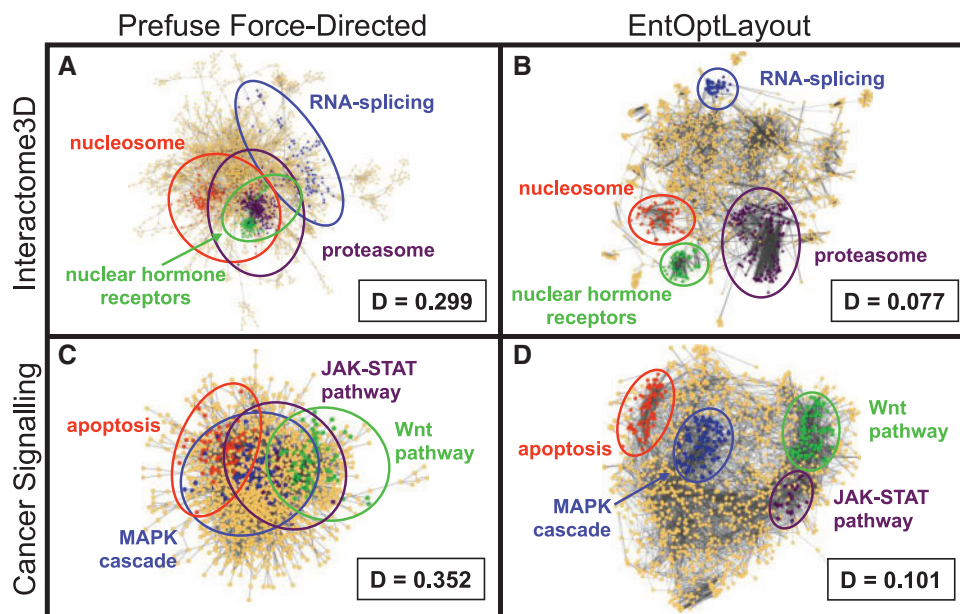 Prefuse Force-Directed
EntOptLayout
Interactome3D
A
RNA-splicing
nucleosome
proteasome
nuclear hormone
receptors
D = 0.299
B
RNA-splicing
nucleosome
proteasome
nuclear hormone
receptors
D = 0.077
Cancer Signalling
C
JAK-STAT
pathway
apoptosis
Wnt
pathway
MAPK
cascade
D = 0.352
D
Wnt
pathway
apoptosis
MAPK
cascade
JAK-STAT
pathway
D = 0.101